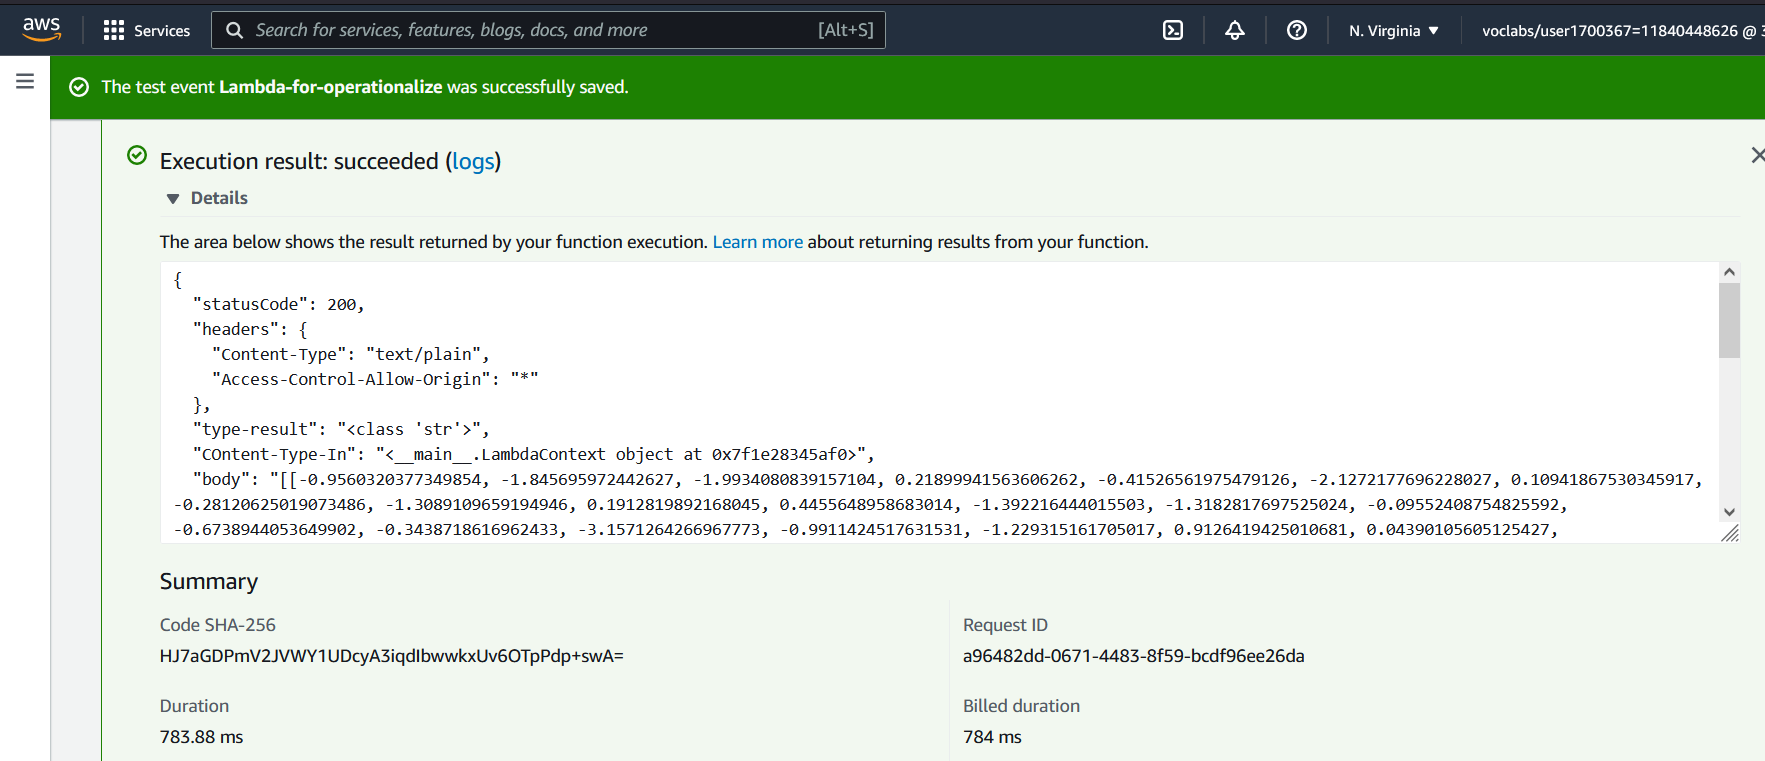 aws Services Search for services, features, blogs, docs, and more [Alt+S] N. Virginia ▼ voclabs/user1700367=11840448626 @
The test event Lambda-for-operationalize was successfully saved.
Execution result: succeeded (logs)
▼ Details
The area below shows the result returned by your function execution. Learn more about returning results from your function.
{
"statusCode": 200,
"headers": {
"Content-Type": "text/plain",
"Access-Control-Allow-Origin": "*"
},
"type-result": "<class 'str'>",
"COntent-Type-In": "<__main__.LambdaContext object at 0x7f1e28345af0>",
"body": "[[-0.9560320377349854, -1.845695972442627, -1.9934080839157104, 0.21899941563606262, -0.41526561975479126, -2.1272177696228027, 0.10941867530345917,
-0.28120625019073486, -1.3089109659194946, 0.1912819892168045, 0.4455648958683014, -1.392216444015503, -1.3182817697525024, -0.09552408754825592,
-0.6738944053649902, -0.3438718616962433, -3.1571264266967773, -0.9911424517631531, -1.229315161705017, 0.9126419425010681, 0.04390105605125427,
Summary
Code SHA-256
HJ7aGDPmV2JVWY1UDcyA3iqdIbwwkxUv6OTpPdp+swA=
Request ID
a96482dd-0671-4483-8f59-bcdf96ee26da
Duration
783.88 ms
Billed duration
784 ms